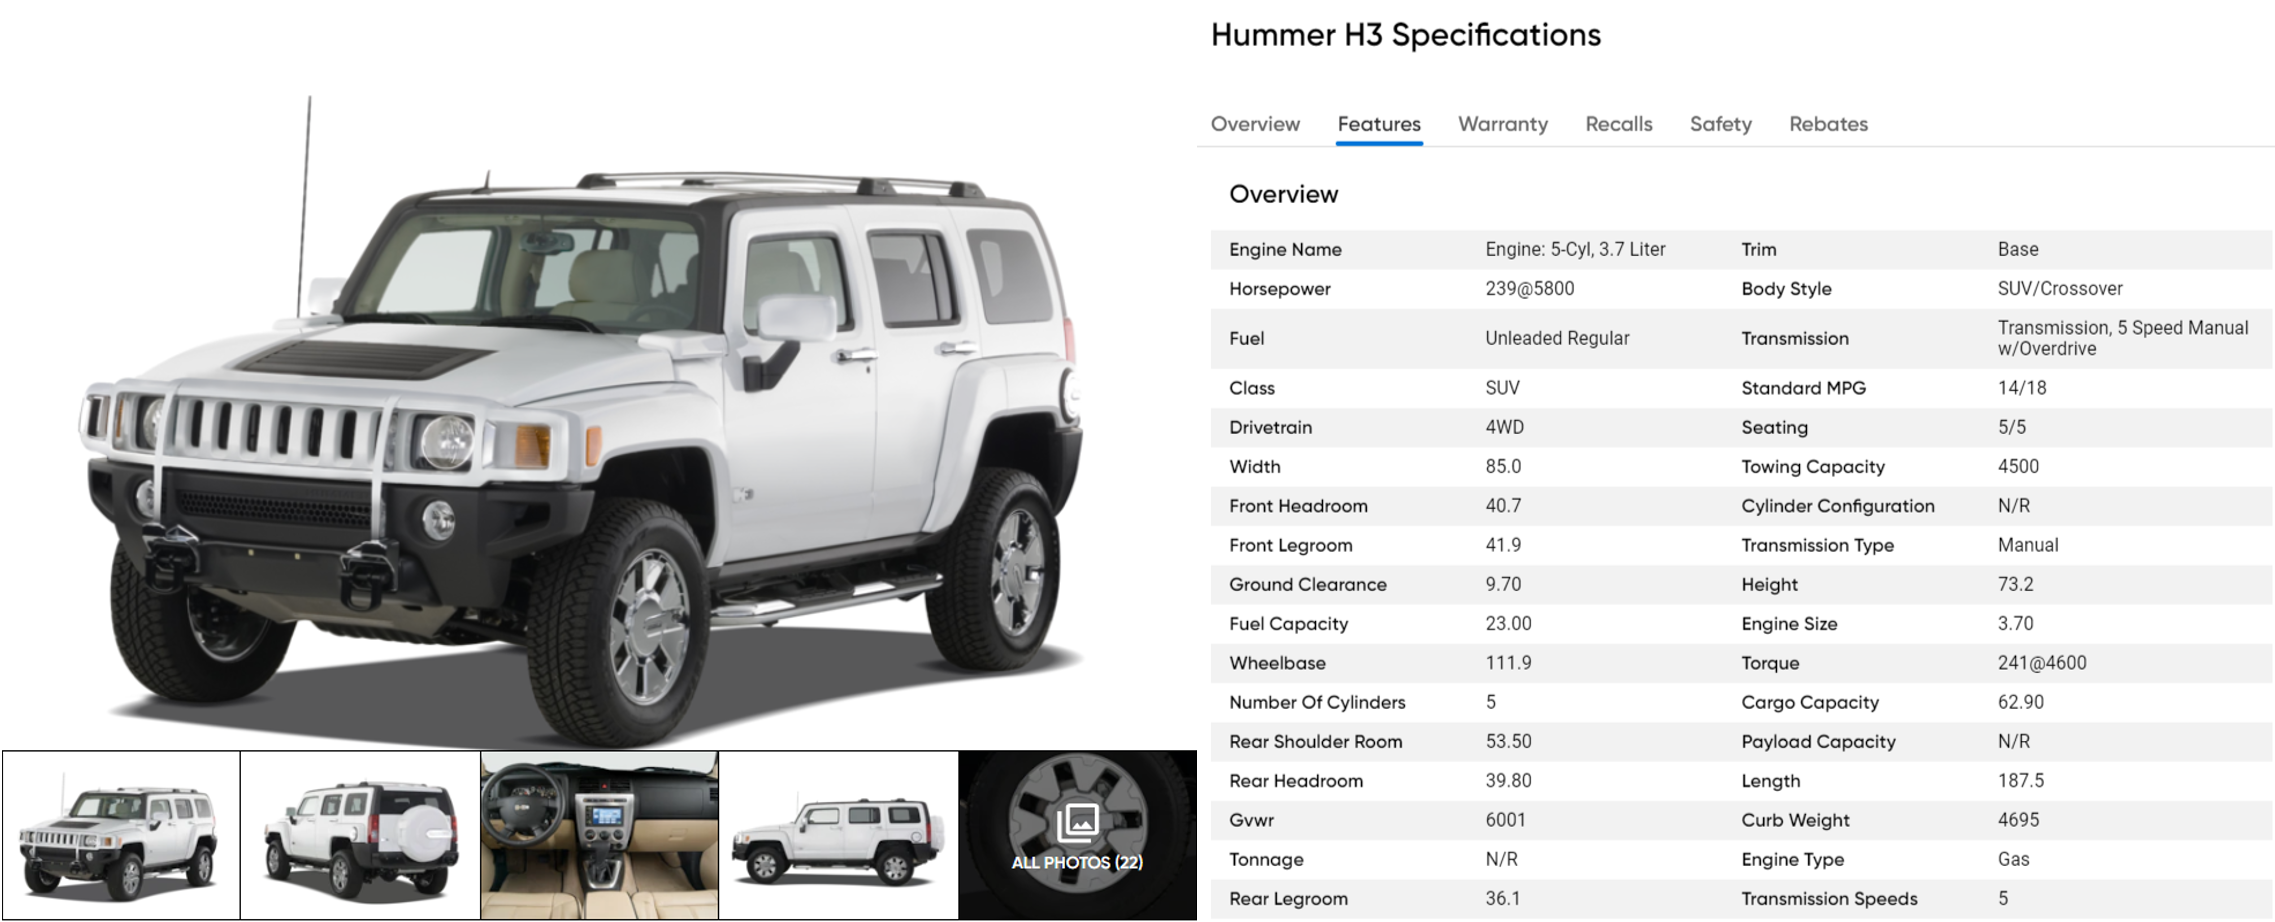 Hummer H3 Specifications
Overview Features Warranty Recalls Safety Rebates
Overview
Engine Name Engine: 5-Cyl, 3.7 Liter Trim Base
Horsepower 239@5800 Body Style SUV/Crossover
Fuel Unleaded Regular Transmission Transmission, 5 Speed Manual
w/Overdrive
Class SUV Standard MPG 14/18
Drivetrain 4WD Seating 5/5
Width 85.0 Towing Capacity 4500
Front Headroom 40.7 Cylinder Configuration N/R
Front Legroom 41.9 Transmission Type Manual
Ground Clearance 9.70 Height 73.2
Fuel Capacity 23.00 Engine Size 3.70
Wheelbase 111.9 Torque 241@4600
Number Of Cylinders 5 Cargo Capacity 62.90
Rear Shoulder Room 53.50 Payload Capacity N/R
Rear Headroom 39.80 Length 187.5
Gvwr 6001 Curb Weight 4695
Tonnage N/R Engine Type Gas
Rear Legroom 36.1 Transmission Speeds 5
ALL PHOTOS (22)